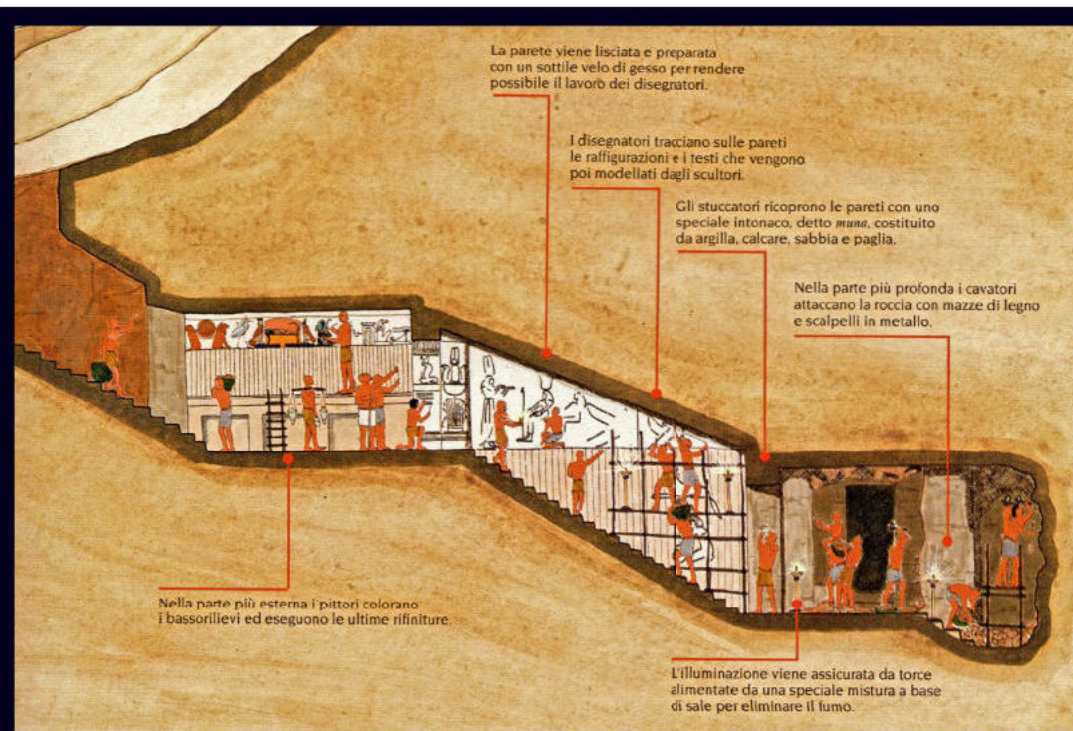 La parete viene lisciata e preparata
con un sottile velo di gesso per rendere
possibile il lavoro dei disegnatori.
I disegnatori tracciano sulle pareti
le raffigurazioni e i testi che vengono
poi modellati dagli scultori.
Gli stuccatori ricoprono le pareti con uno
speciale intonaco, detto muna, costituito
da argilla, calcare, sabbia e paglia.
Nella parte più profonda i cavatori
attaccano la roccia con mazze di legno
e scalpelli in metallo.
Nella parte più esterna i pittori colorano
i bassorilievi ed eseguono le ultime rifiniture.
L'illuminazione viene assicurata da torce
alimentate da una speciale mistura a base
di sale per eliminare il fumo.